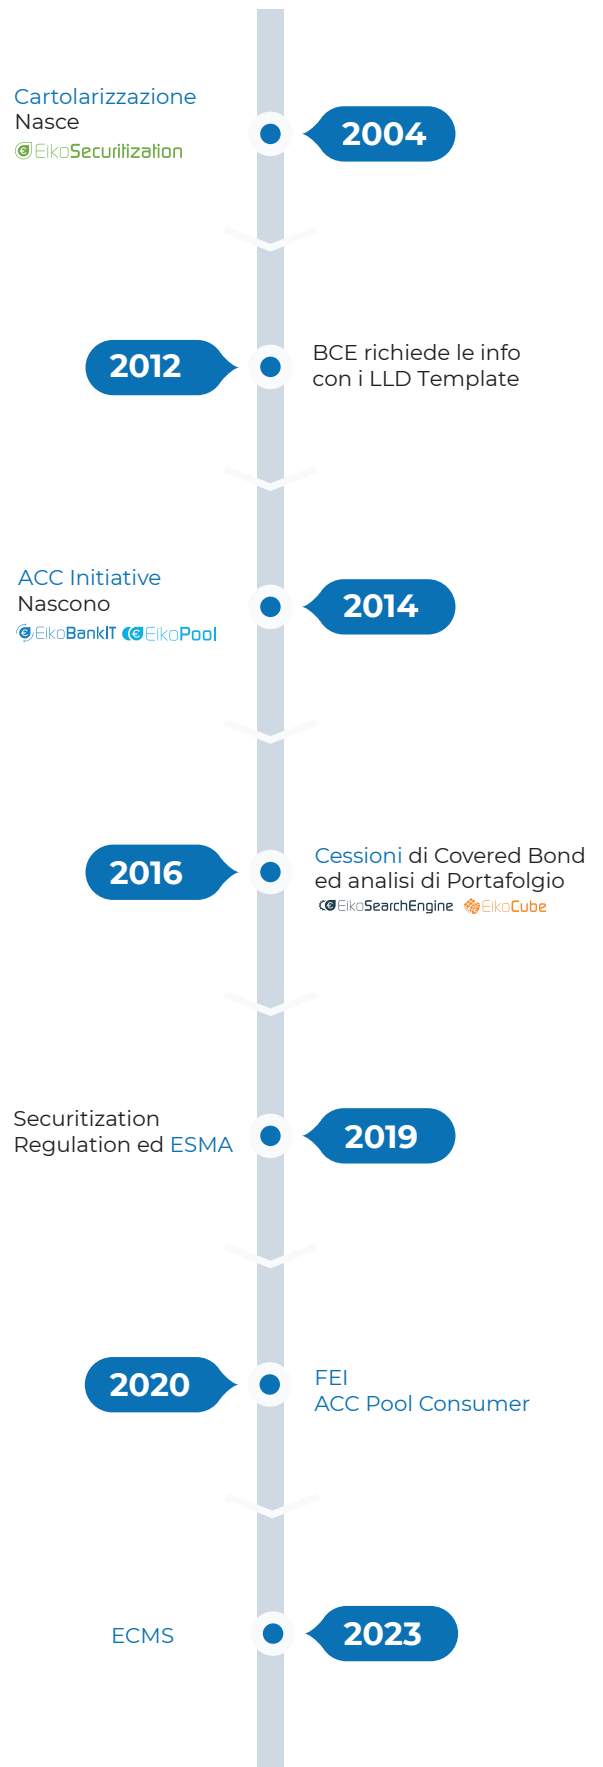 Cartolarizzazione
Nasce
EikoSecuritization
2004
2012
BCE richiede le info
con i LLD Template
ACC Initiative
Nascono
EikoBankIT EikoPool
2014
2016
Cessioni di Covered Bond
ed analisi di Portafolgio
EikoSearchEngine EikoCube
Securitization
Regulation ed ESMA
2019
2020
FEI
ACC Pool Consumer
ECMS
2023